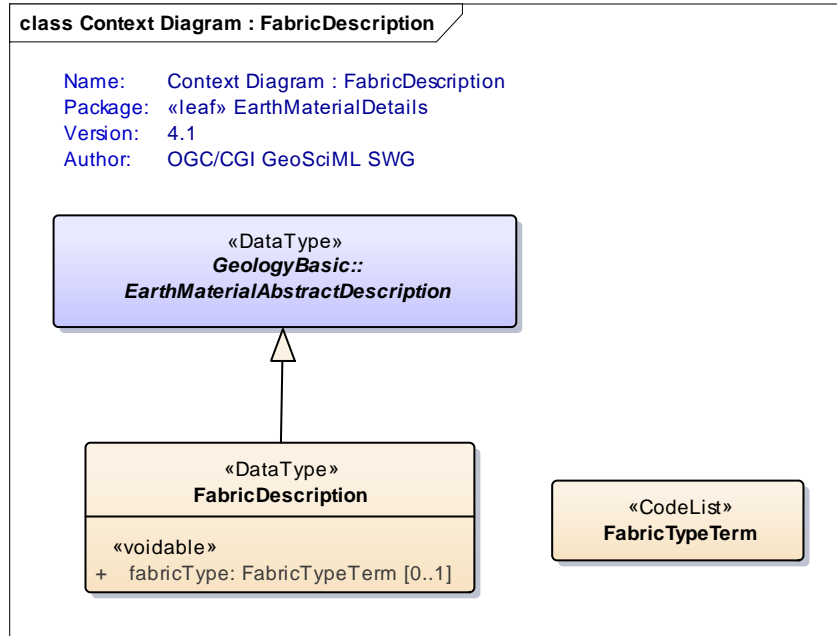 class Context Diagram : FabricDescription
Name: Context Diagram : FabricDescription
Package: «leaf» EarthMaterialDetails
Version: 4.1
Author: OGC/CGI GeoSciML SWG
«DataType»
GeologyBasic::
EarthMaterialAbstractDescription
«DataType»
FabricDescription
«voidable»
+ fabricType: FabricTypeTerm [0..1]
«CodeList»
FabricTypeTerm